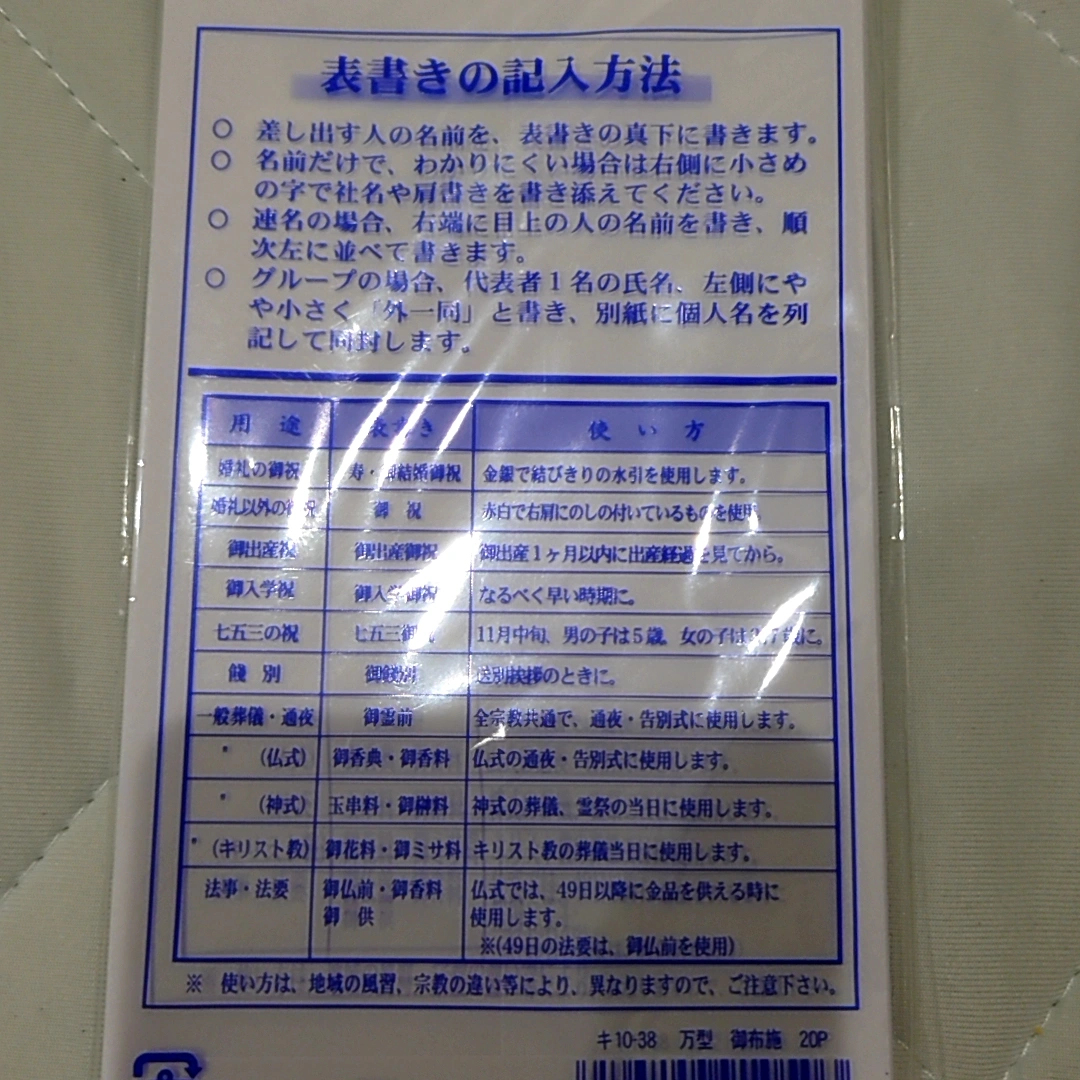 表書きの記入方法
○ 差し出す人の名前を、表書きの真下に書きます。
○ 名前だけで、わかりにくい場合は右側に小さめ
の字で社名や肩書きを書き添えてください。
○ 連名の場合、右端に目上の人の名前を書き、順
次左に並べて書きます。
○ グループの場合、代表者1名の氏名、左側にや
や小さく「外一同」と書き、別紙に個人名を列
記して同封します。
用 途 表書き 使 い 方
婚礼の御祝 寿・御結婚御祝 金銀で結びきりの水引を使用します。
婚礼以外の御祝 御 祝 赤白で右肩にのしの付いているものを使用。
御出産祝 御出産御祝 御出産1ヶ月以内に出産経過を見てから。
御入学祝 御入学御祝 なるべく早い時期に。
七五三の祝 七五三御祝 11月中旬、男の子は5歳。女の子は3,7歳に。
餞 別 御餞別 送別挨拶のときに。
一般葬儀・通夜 御霊前 全宗教共通で、通夜・告別式に使用します。
〃 (仏式) 御香典・御香料 仏式の通夜・告別式に使用します。
〃 (神式) 玉串料・御榊料 神式の葬儀、霊祭の当日に使用します。
〃 (キリスト教) 御花料・御ミサ料 キリスト教の葬儀当日に使用します。
法事・法要 御仏前・御香料 仏式では、49日以降に金品を供える時に
御 供 使用します。
※(49日の法要は、御仏前を使用)
※ 使い方は、地域の風習、宗教の違い等により、異なりますので、ご注意下さい。
キ10-38 万型 御布施 20P